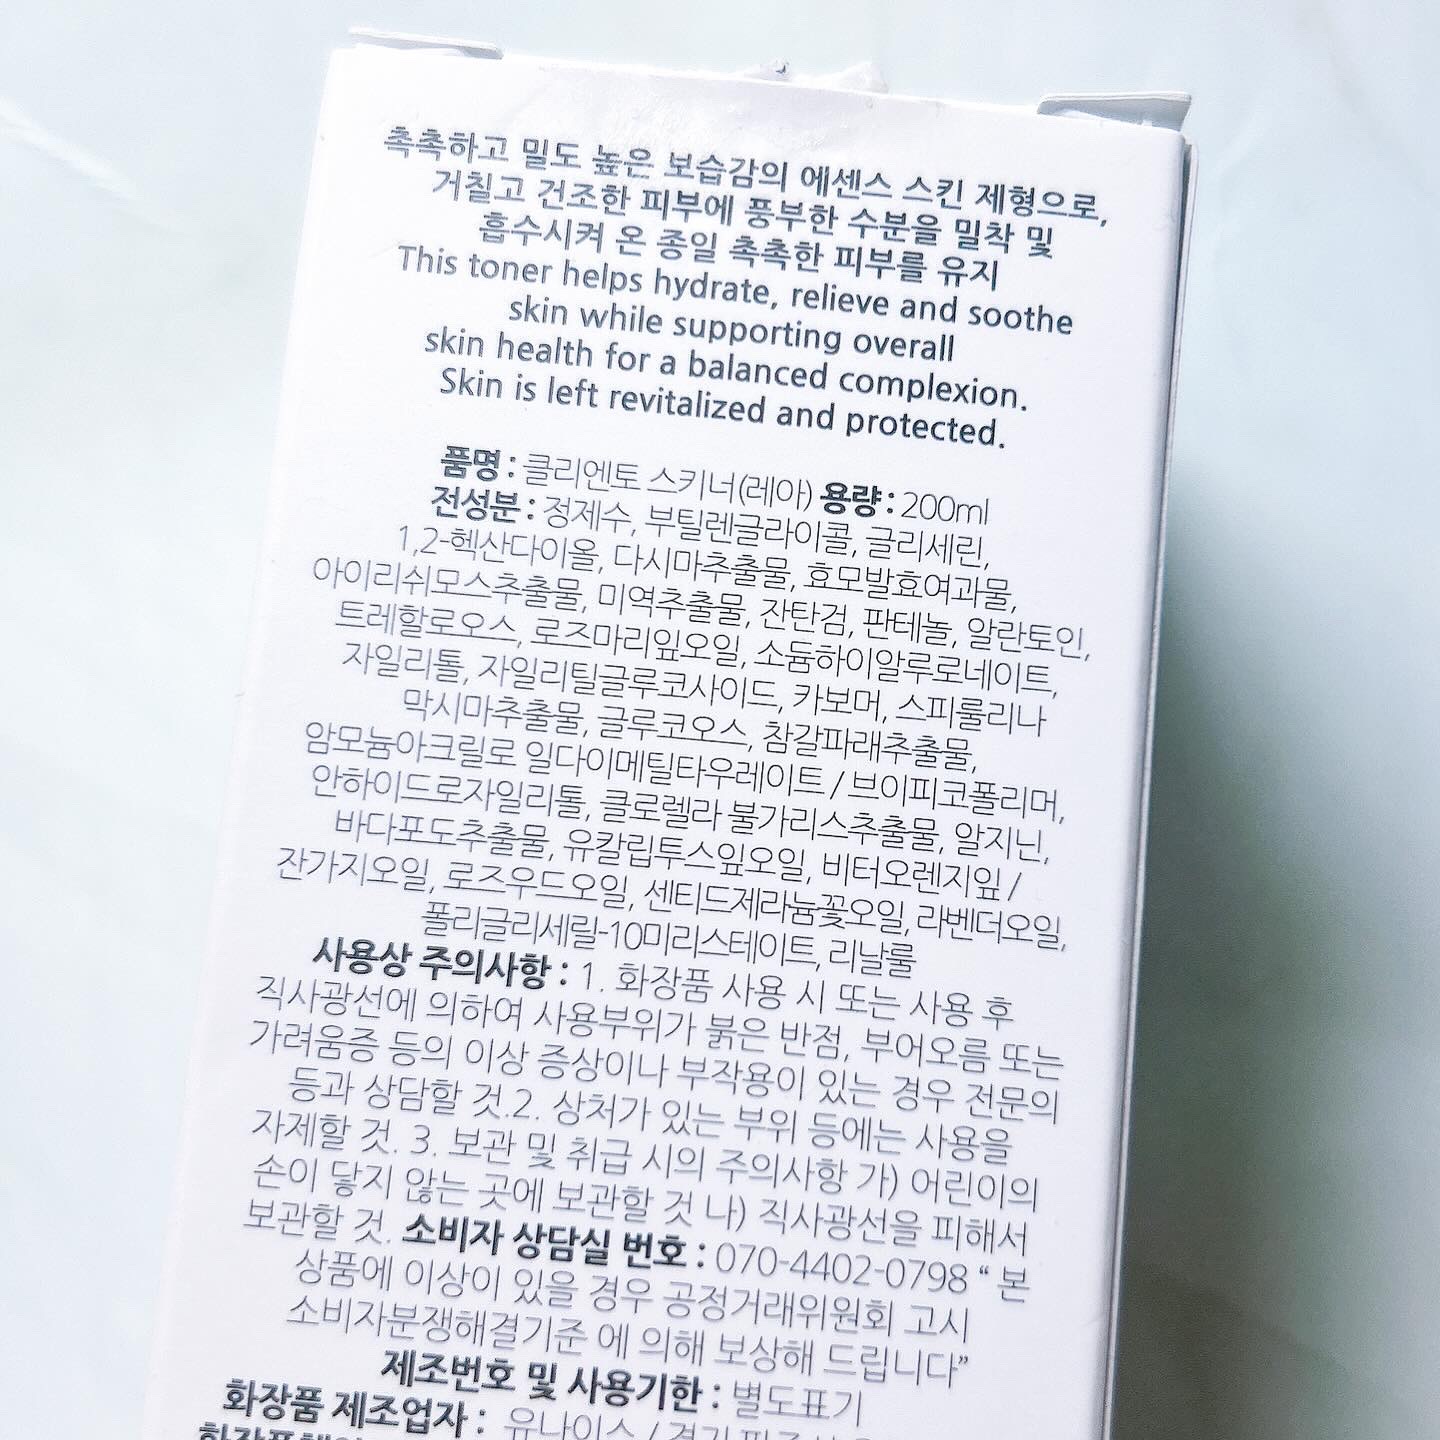 촉촉하고 밀도 높은 보습감의 에센스 스킨 제형으로,
거칠고 건조한 피부에 풍부한 수분을 밀착 및
흡수시켜 온 종일 촉촉한 피부를 유지
This toner helps hydrate, relieve and soothe
skin while supporting overall
skin health for a balanced complexion.
Skin is left revitalized and protected.
품명 : 클리엔토 스키너(레아) 용량 : 200ml
전성분 : 정제수, 부틸렌글라이콜, 글리세린,
1,2-헥산다이올, 다시마추출물, 효모발효여과물,
아이리쉬모스추출물, 미역추출물, 잔탄검, 판테놀, 알란토인,
트레할로오스, 로즈마리잎오일, 소듐하이알루로네이트,
자일리톨, 자일리틸글루코사이드, 카보머, 스피룰리나
막시마추출물, 글루코오스, 참갈파래추출물,
암모늄아크릴로 일다이메틸타우레이트 / 브이피코폴리머,
안하이드로자일리톨, 클로렐라 불가리스추출물, 알지닌,
바다포도추출물, 유칼립투스잎오일, 비터오렌지잎 /
잔가지오일, 로즈우드오일, 센티드제라늄꽃오일, 라벤더오일,
폴리글리세릴-10미리스테이트, 리날룰
사용상 주의사항 : 1. 화장품 사용 시 또는 사용 후
직사광선에 의하여 사용부위가 붉은 반점, 부어오름 또는
가려움증 등의 이상 증상이나 부작용이 있는 경우 전문의
등과 상담할 것.2. 상처가 있는 부위 등에는 사용을
자제할 것. 3. 보관 및 취급 시의 주의사항 가) 어린이의
손이 닿지 않는 곳에 보관할 것 나) 직사광선을 피해서
보관할 것. 소비자 상담실 번호 : 070-4402-0798 “ 본
상품에 이상이 있을 경우 공정거래위원회 고시
소비자분쟁해결기준 에 의해 보상해 드립니다”
제조번호 및 사용기한 : 별도표기
화장품 제조업자 : 유나이스 / 경기